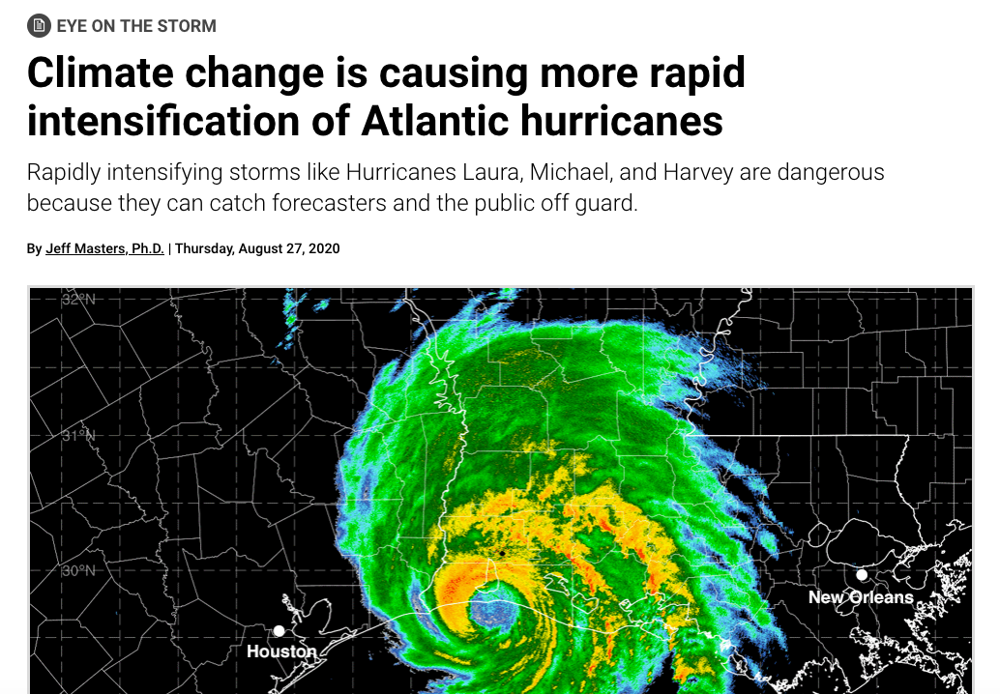 EYE ON THE STORM
Climate change is causing more rapid
intensification of Atlantic hurricanes
Rapidly intensifying storms like Hurricanes Laura, Michael, and Harvey are dangerous
because they can catch forecasters and the public off guard.
By Jeff Masters, Ph.D. | Thursday, August 27, 2020
32°N
31°N
30°N
New Orleans
Houston